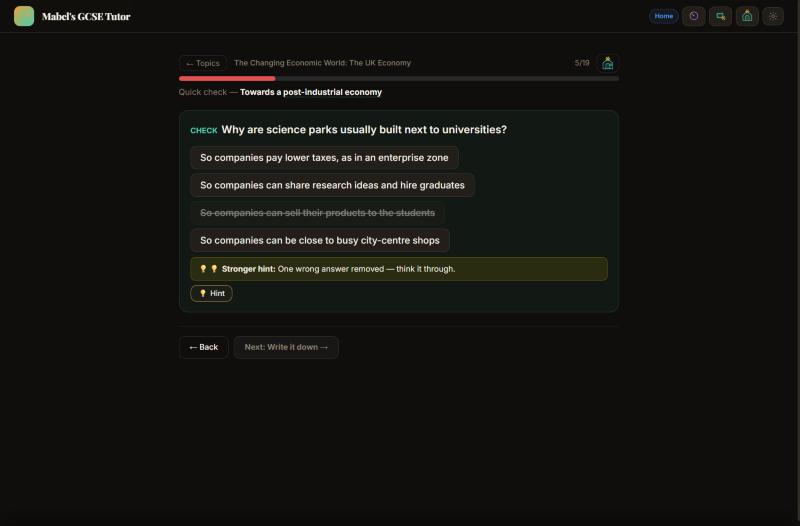 Mabel's GCSE Tutor
Home
← Topics
The Changing Economic World: The UK Economy
5/19
Quick check — Towards a post-industrial economy
CHECK Why are science parks usually built next to universities?
So companies pay lower taxes, as in an enterprise zone
So companies can share research ideas and hire graduates
So companies can sell their products to the students
So companies can be close to busy city-centre shops
Stronger hint: One wrong answer removed — think it through.
Hint
← Back
Next: Write it down →